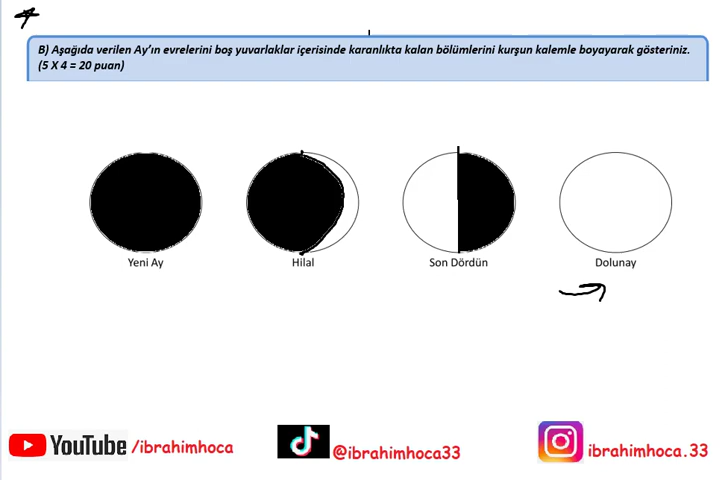 B) Aşağıda verilen Ay'ın evrelerini boş yuvarlaklar içerisinde karanlıkta kalan bölümlerini kurşun kalemle boyayarak gösteriniz.
(5 X 4 = 20 puan)
Yeni Ay
Hilal
Son Dördün
Dolunay
YouTube /ibrahimhoca
@ibrahimhoca33
ibrahimhoca.33